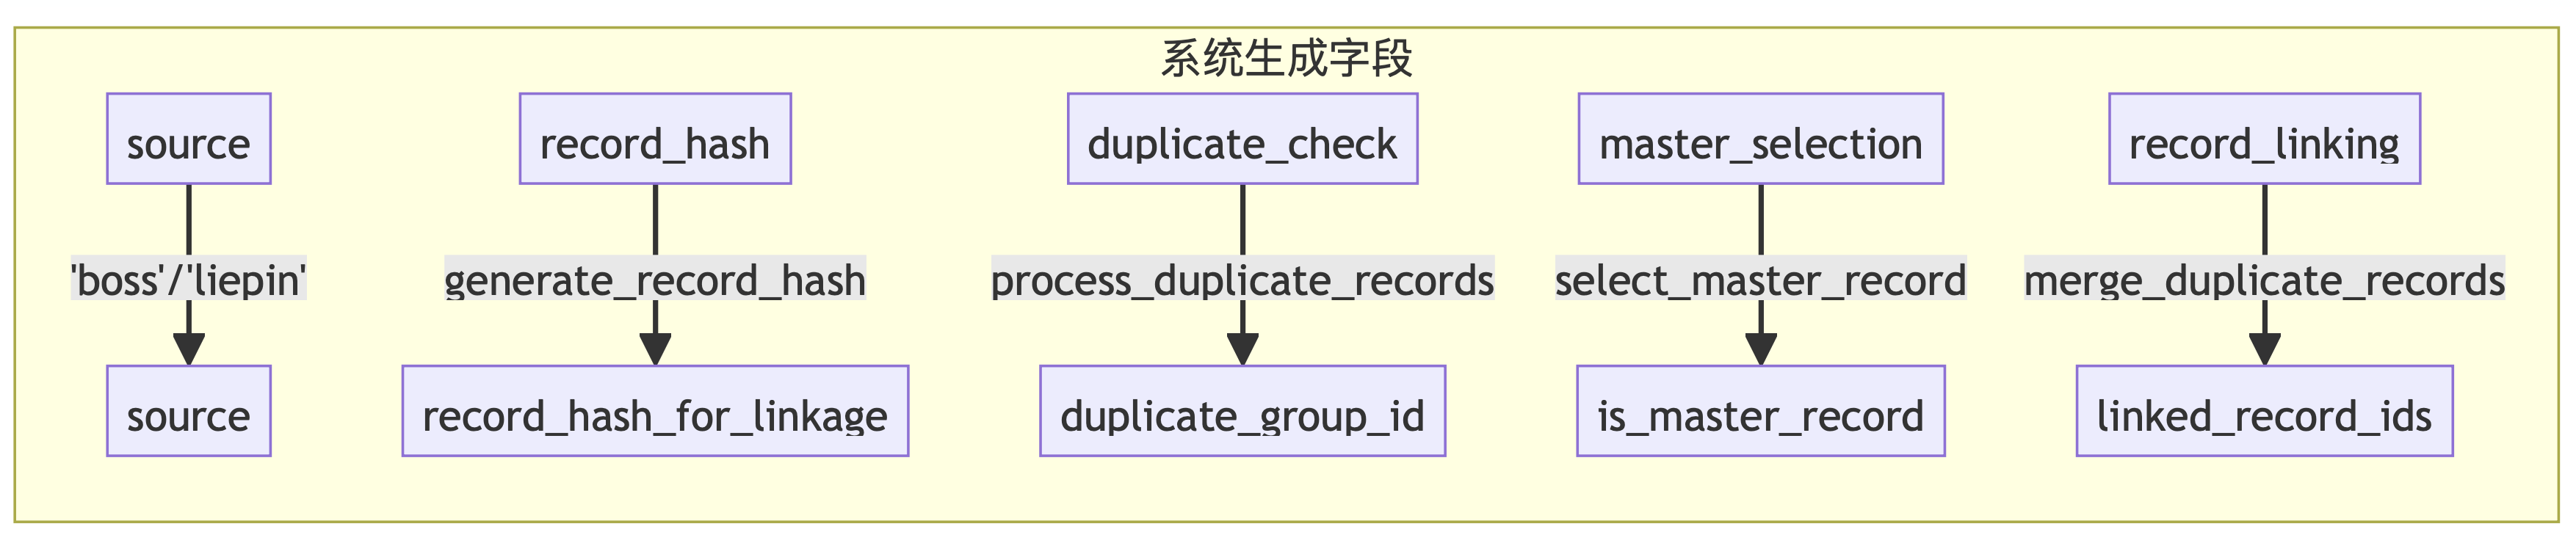 系统生成字段
source
record_hash
duplicate_check
master_selection
record_linking
'boss'/'liepin'
generate_record_hash
process_duplicate_records
select_master_record
merge_duplicate_records
source
record_hash_for_linkage
duplicate_group_id
is_master_record
linked_record_ids